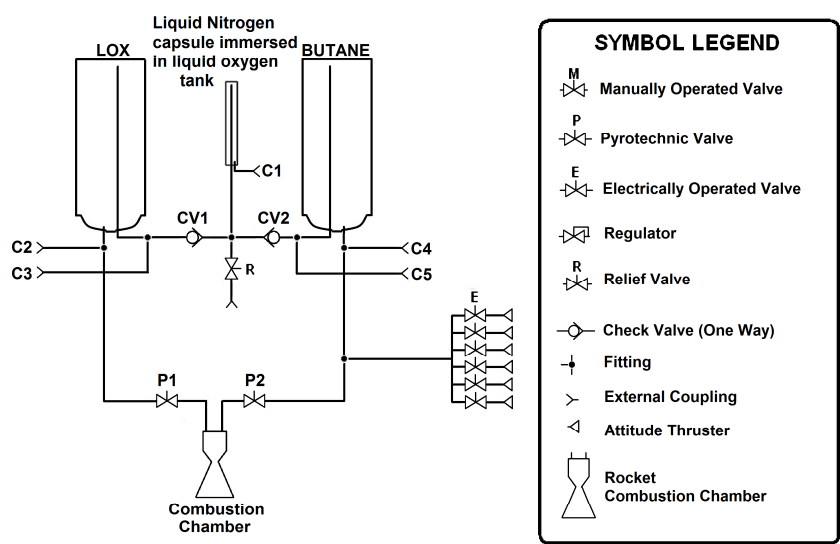 Liquid Nitrogen
capsule immersed
in liquid oxygen
tank
LOX
BUTANE
C1
CV1
CV2
C2
C3
R
C4
C5
E
P1
P2
Combustion
Chamber
SYMBOL LEGEND
M
Manually Operated Valve
P
Pyrotechnic Valve
E
Electrically Operated Valve
Regulator
R
Relief Valve
Check Valve (One Way)
Fitting
External Coupling
Attitude Thruster
Rocket
Combustion Chamber